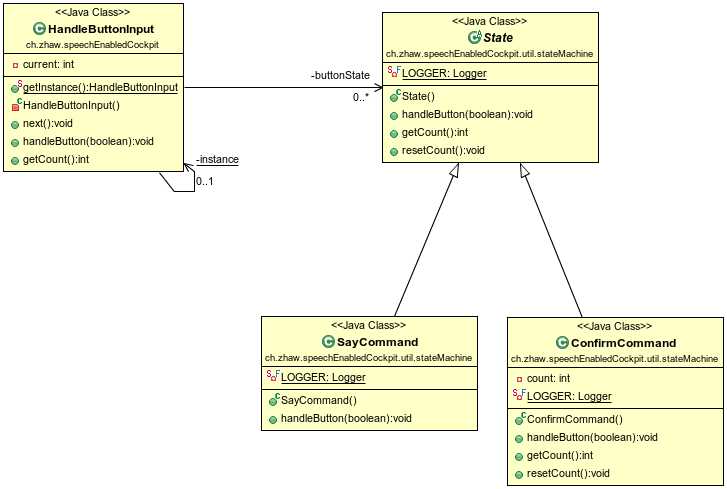 <<Java Class>>
HandleButtonInput
ch.zhaw.speechEnabledCockpit
current: int
getInstance():HandleButtonInput
HandleButtonInput()
next():void
handleButton(boolean):void
getCount():int
-buttonState
0..*
-instance
0..1
<<Java Class>>
State
ch.zhaw.speechEnabledCockpit.util.stateMachine
LOGGER: Logger
State()
handleButton(boolean):void
getCount():int
resetCount():void
<<Java Class>>
SayCommand
ch.zhaw.speechEnabledCockpit.util.stateMachine
LOGGER: Logger
SayCommand()
handleButton(boolean):void
<<Java Class>>
ConfirmCommand
ch.zhaw.speechEnabledCockpit.util.stateMachine
count: int
LOGGER: Logger
ConfirmCommand()
handleButton(boolean):void
getCount():int
resetCount():void